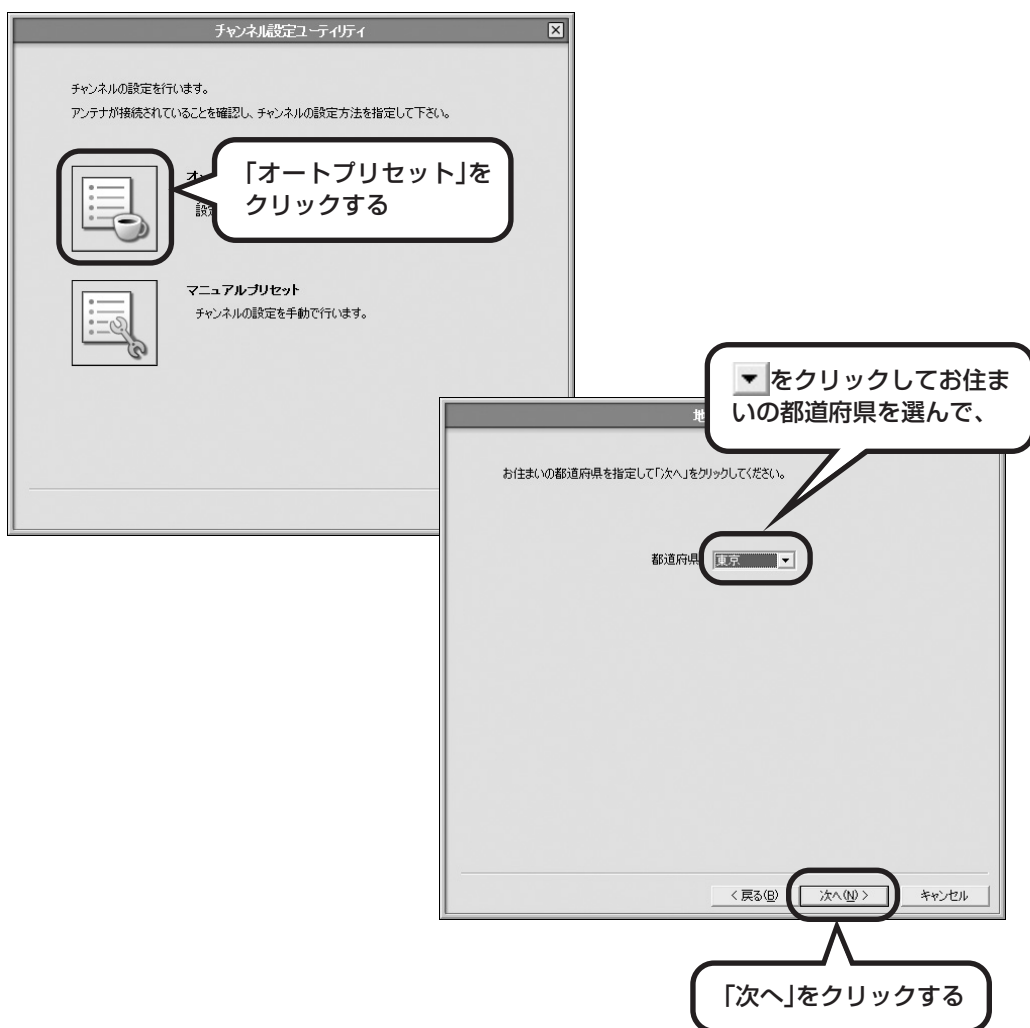 チャンネル設定ユーティリティ
チャンネルの設定を行います。
アンテナが接続されていることを確認し、チャンネルの設定方法を指定して下さい。
「オートプリセット」を
クリックする
マニュアルプリセット
チャンネルの設定を手動で行います。
▼をクリックしてお住ま
いの都道府県を選んで、
お住まいの都道府県を指定して「次へ」をクリックしてください。
都道府県
東京
< 戻る(B)
次へ(N) >
キャンセル
「次へ」をクリックする